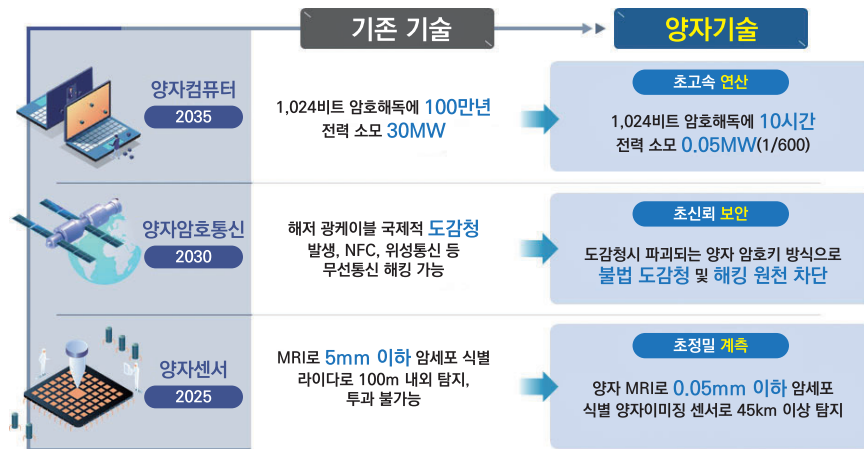 기존 기술
양자기술
양자컴퓨터
2035
1,024비트 암호해독에 100만년
전력 소모 30MW
초고속 연산
1,024비트 암호해독에 10시간
전력 소모 0.05MW(1/600)
양자암호통신
2030
해저 광케이블 국제적 도감청
발생, NFC, 위성통신 등
무선통신 해킹 가능
초신뢰 보안
도감청시 파괴되는 양자 암호키 방식으로
불법 도감청 및 해킹 원천 차단
양자센서
2025
MRI로 5mm 이하 암세포 식별
라이다로 100m 내외 탐지,
투과 불가능
초정밀 계측
양자 MRI로 0.05mm 이하 암세포
식별 양자이미징 센서로 45km 이상 탐지